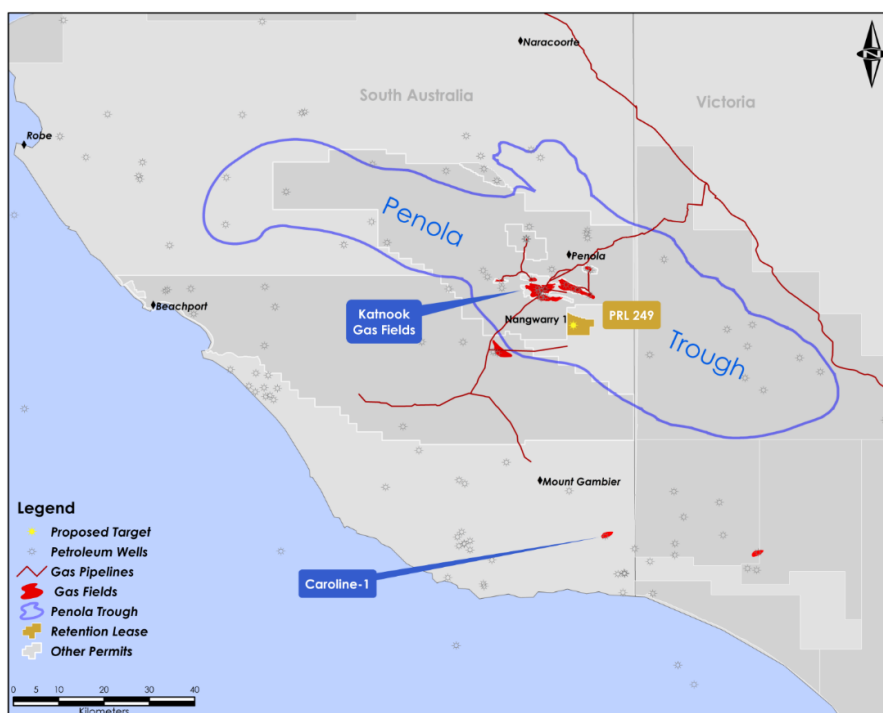 Naracoorte
South Australia
Victoria
Robe
Penola
Penola
Beachport
Katnook
Gas Fields
Nangwarry 1
PRL 249
Trough
Mount Gambier
Caroline-1
Legend
Proposed Target
Petroleum Wells
Gas Pipelines
Gas Fields
Penola Trough
Retention Lease
Other Permits
0 5 10 20 30 40
Kilometers